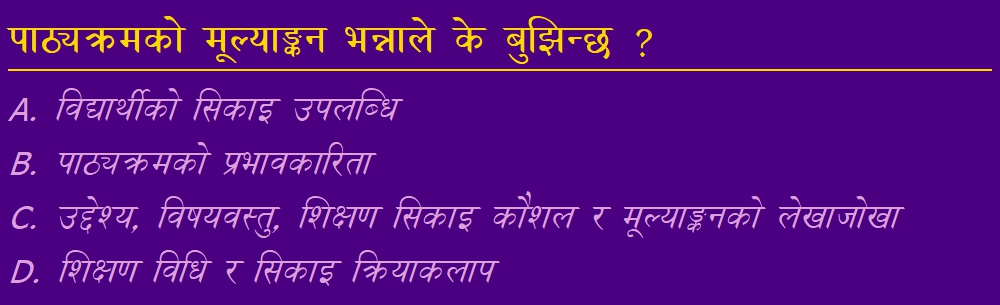 पाठ्यक्रमको मूल्याङ्कन भन्नाले के बुझिन्छ ?
A. विद्यार्थीको सिकाइ उपलब्धि
B. पाठ्यक्रमको प्रभावकारिता
C. उद्देश्य, विषयवस्तु, शिक्षण सिकाइ कौशल र मूल्याङ्कनको लेखाजोखा
D. शिक्षण विधि र सिकाइ क्रियाकलाप